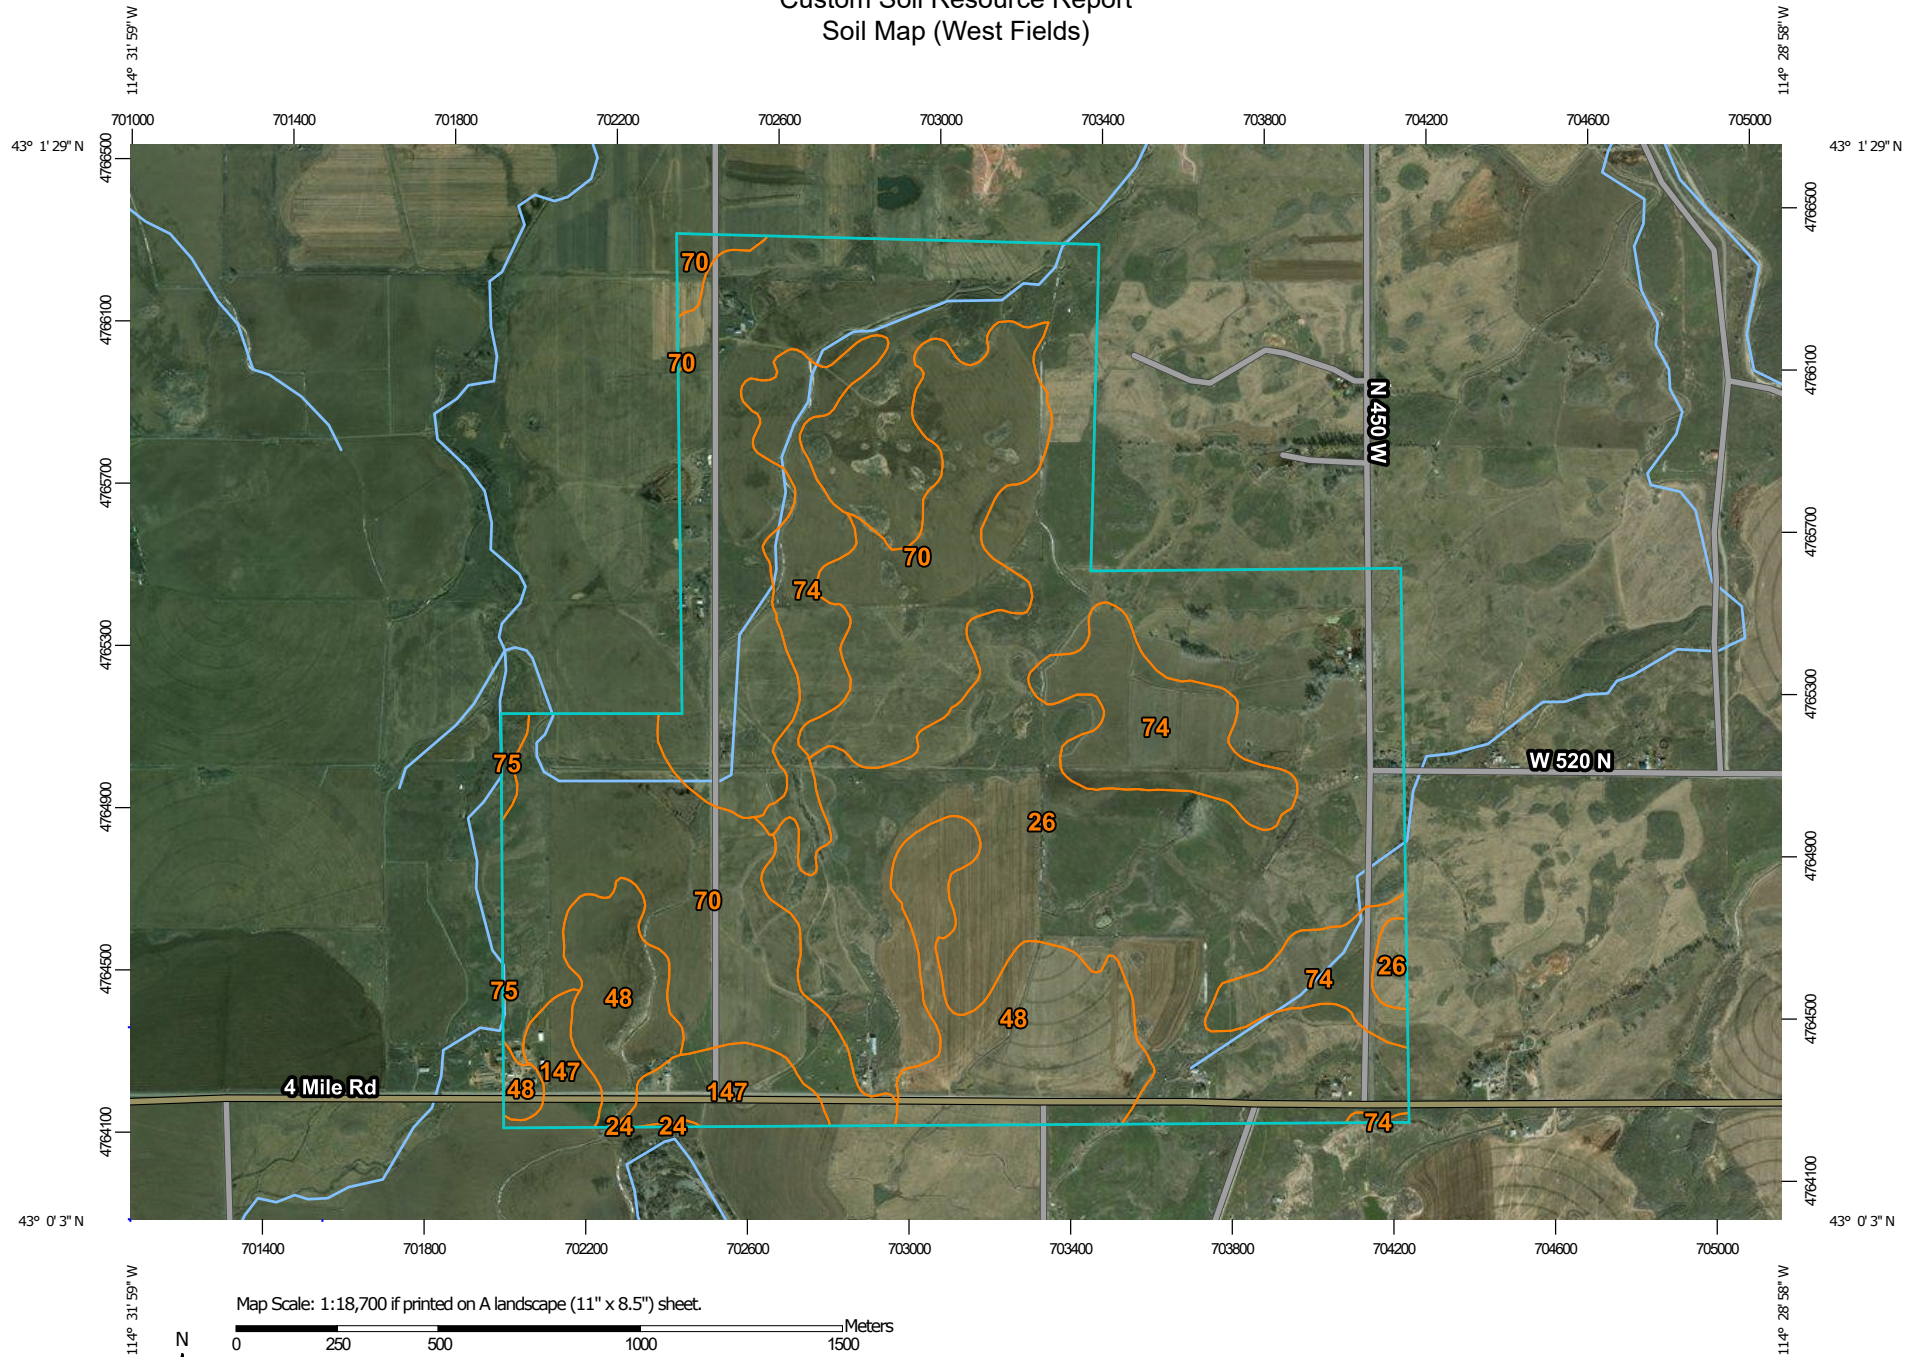 Custom Soil Resource Report
Soil Map (West Fields)
114° 31' 59" W
114° 28' 58" W
701000 701400 701800 702200 702600 703000 703400 703800 704200 704600 705000
43° 1' 29" N
43° 1' 29" N
4766500
4766100
4765700
4765300
4764900
4764500
4764100
4766500
4766100
4765700
4765300
4764900
4764500
4764100
70
70
N 450 W
70
74
74
75
W 520 N
26
70
74
26
75
48
48
147
4 Mile Rd
48
147
24
24
74
43° 0' 3" N
43° 0' 3" N
701400 701800 702200 702600 703000 703400 703800 704200 704600 705000
114° 31' 59" W
114° 28' 58" W
Map Scale: 1:18,700 if printed on A landscape (11" x 8.5") sheet.
Meters
0 250 500 1000 1500
N